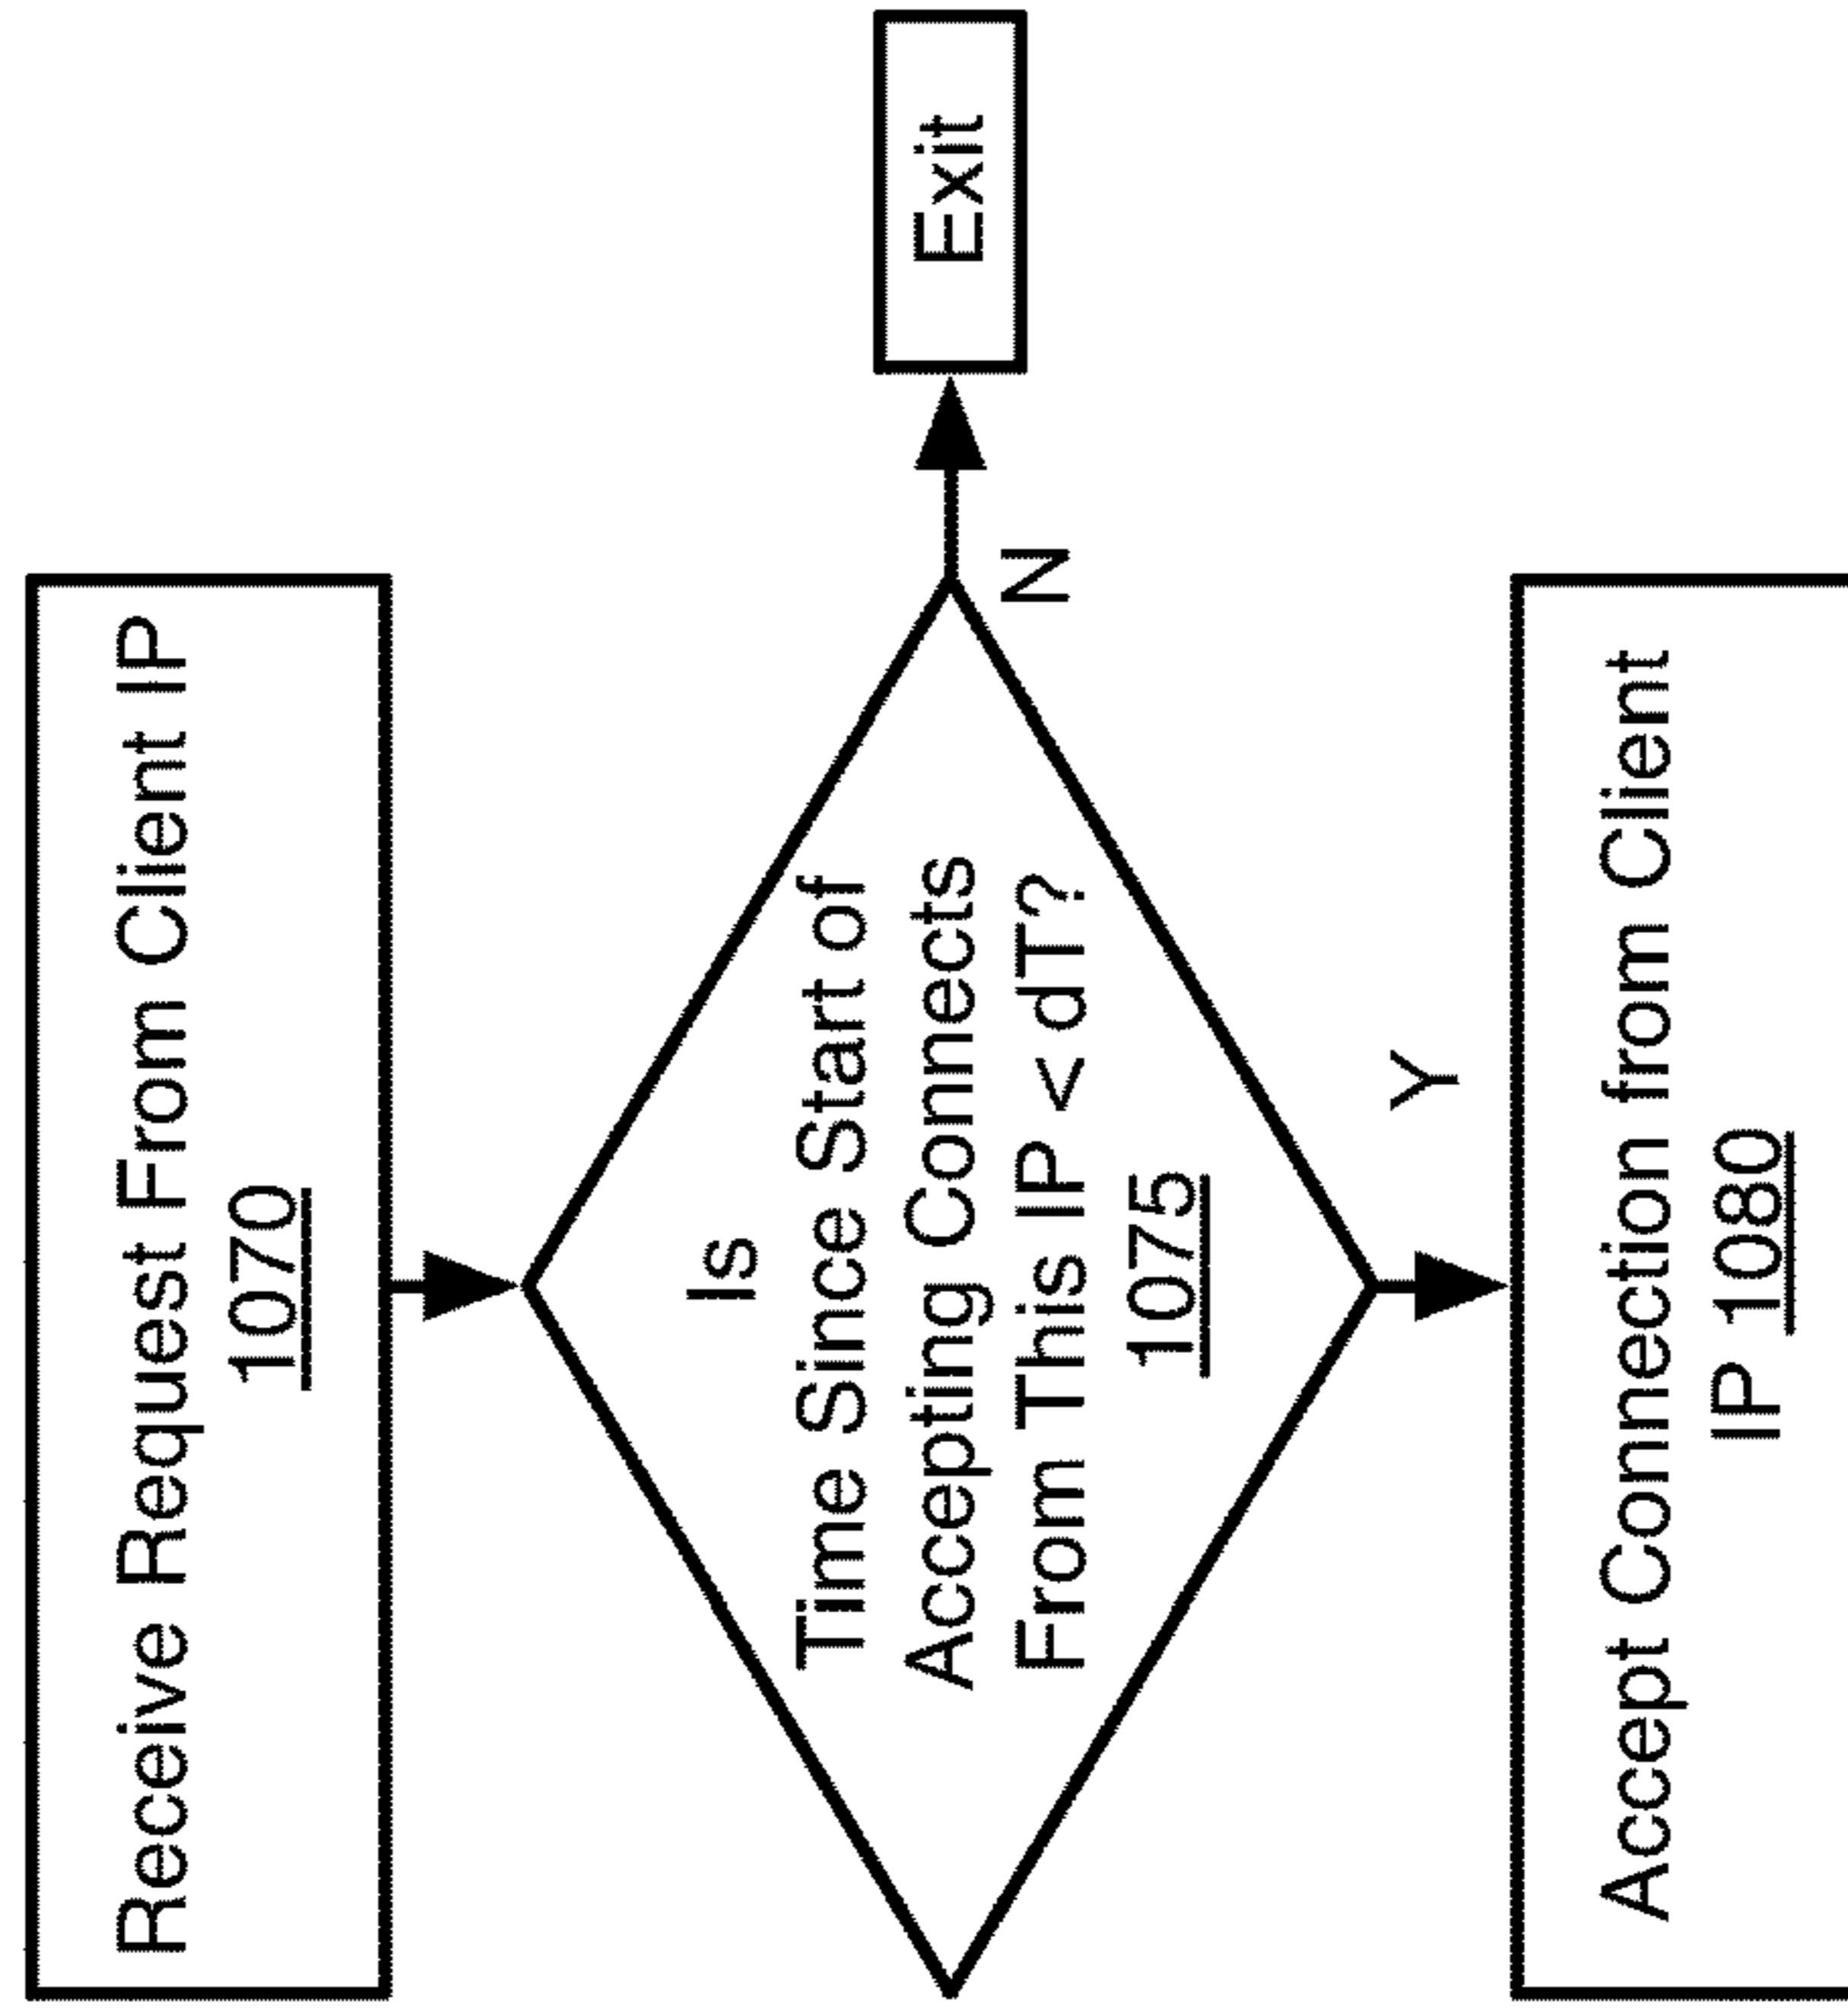 Receive Request From Client IP
1070
Is
Time Since Start of
Accepting Connects
From This IP < dT?
1075
N
Exit
Y
Accept Connection from Client
IP 1080